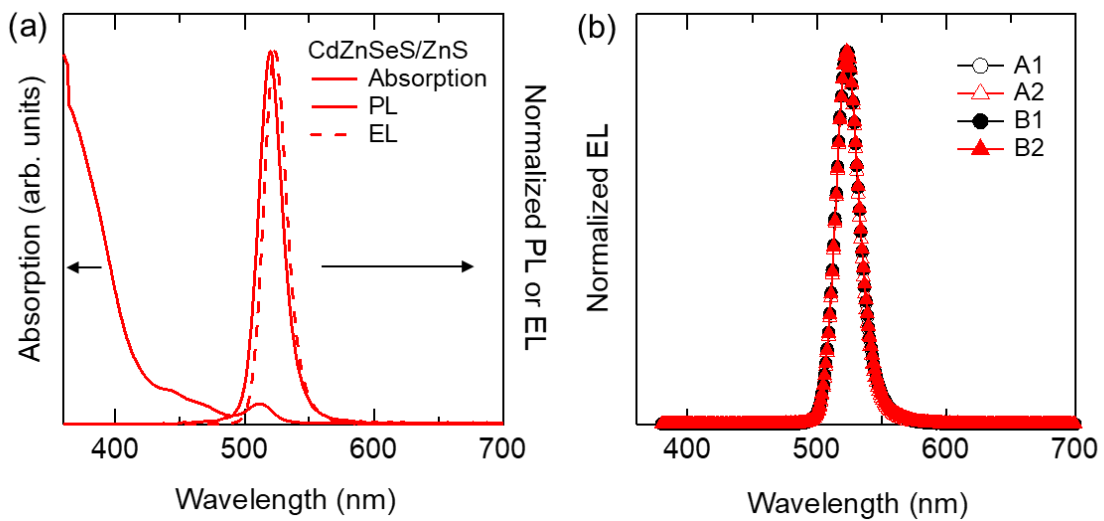 (a)
CdZnSeS/ZnS
Absorption
PL
EL
Absorption (arb. units)
Normalized PL or EL
400 500 600 700
Wavelength (nm)
(b)
A1
A2
B1
B2
Normalized EL
400 500 600 700
Wavelength (nm)